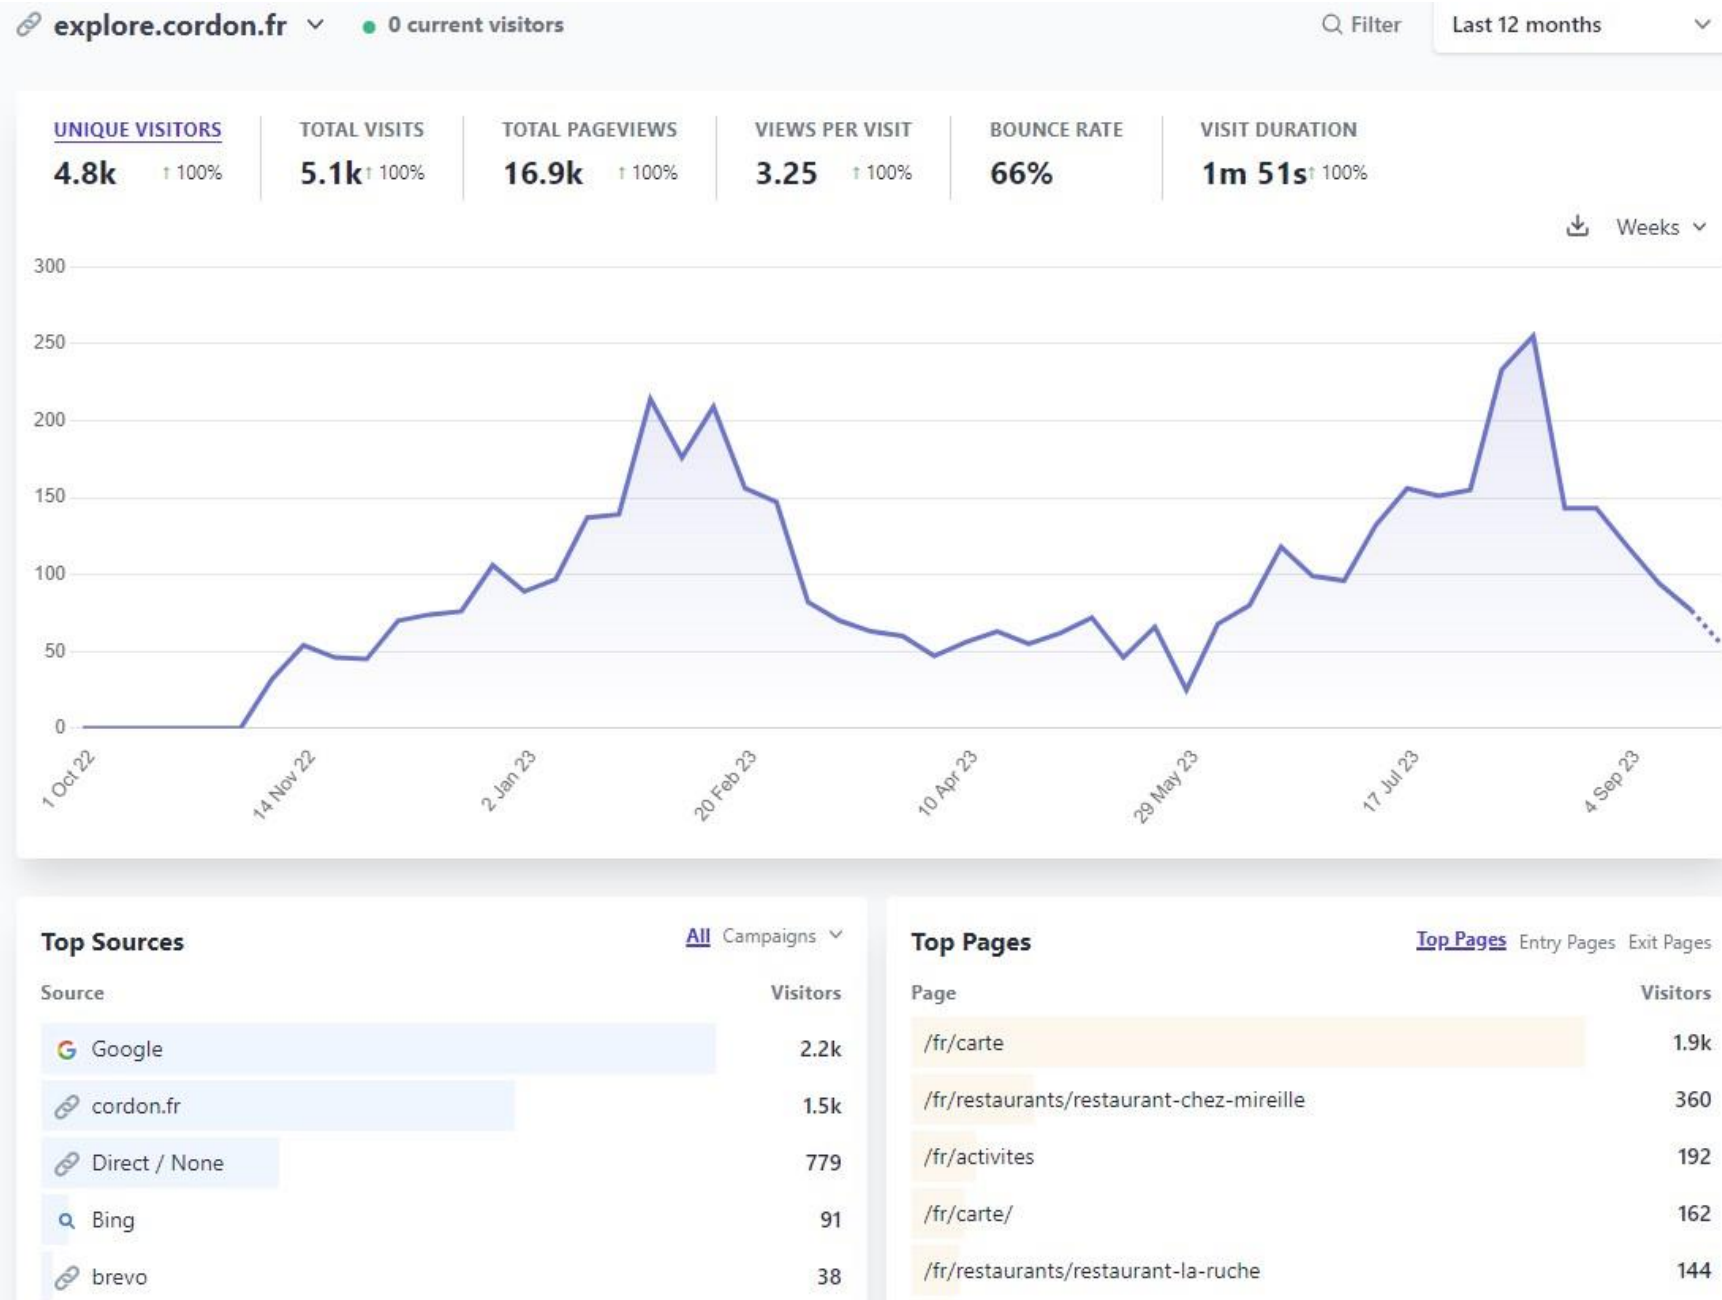 explore.cordon.fr
0 current visitors
Filter
Last 12 months
UNIQUE VISITORS
4.8k ↑ 100%
TOTAL VISITS
5.1k ↑ 100%
TOTAL PAGEVIEWS
16.9k ↑ 100%
VIEWS PER VISIT
3.25 ↑ 100%
BOUNCE RATE
66%
VISIT DURATION
1m 51s ↑ 100%
Weeks
300
250
200
150
100
50
0
1 Oct 22
14 Nov 22
2 Jan 23
20 Feb 23
10 Apr 23
29 May 23
17 Jul 23
4 Sep 23
Top Sources
All Campaigns
Source Visitors
Google 2.2k
cordon.fr 1.5k
Direct / None 779
Bing 91
brevo 38
Top Pages
Top Pages Entry Pages Exit Pages
Page Visitors
/fr/carte 1.9k
/fr/restaurants/restaurant-chez-mireille 360
/fr/activites 192
/fr/carte/ 162
/fr/restaurants/restaurant-la-ruche 144